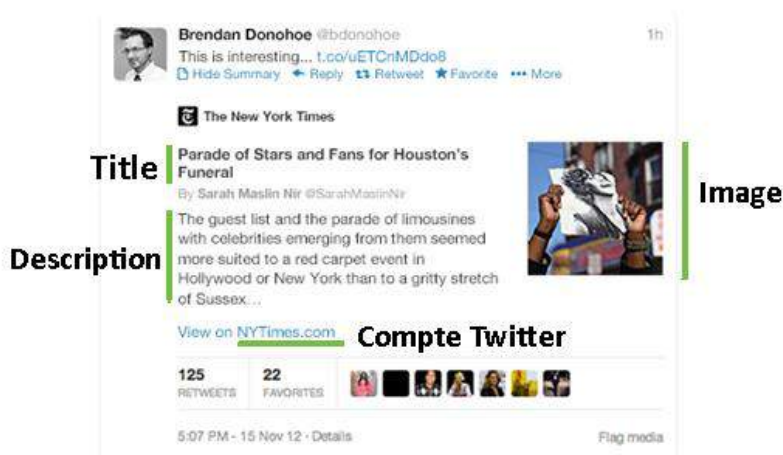 Brendan Donohoe @bdonohoe 1h
This is interesting... t.co/uETCnMDdo8
Hide Summary Reply Retweet Favorite More
The New York Times
Title
Parade of Stars and Fans for Houston's
Funeral
By Sarah Maslin Nir @SarahMaslinNir
Image
Description
The guest list and the parade of limousines
with celebrities emerging from them seemed
more suited to a red carpet event in
Hollywood or New York than to a gritty stretch
of Sussex...
View on NYTimes.com
Compte Twitter
125 22
RETWEETS FAVORITES
5:07 PM - 15 Nov 12 · Details Flag media